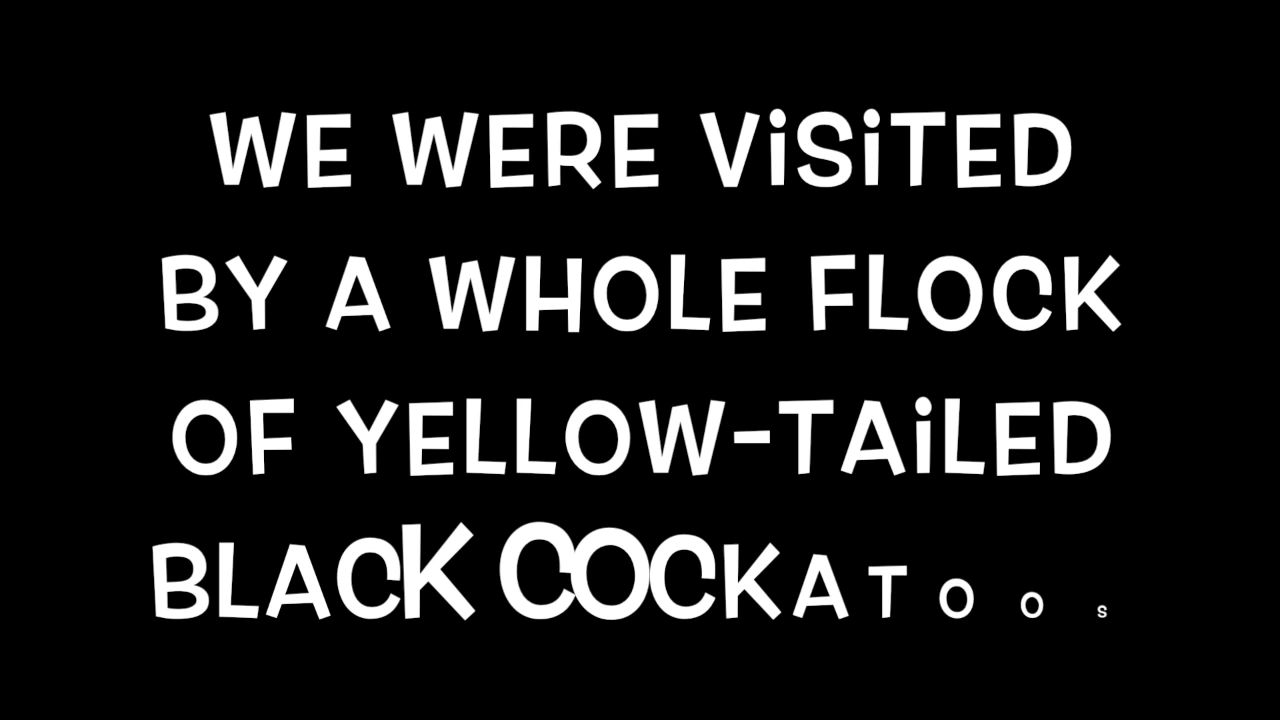 WE WERE ViSiTED
BY A WHOLE FLOCK
OF YELLOW-TAiLED
BLACK COCKATOOS